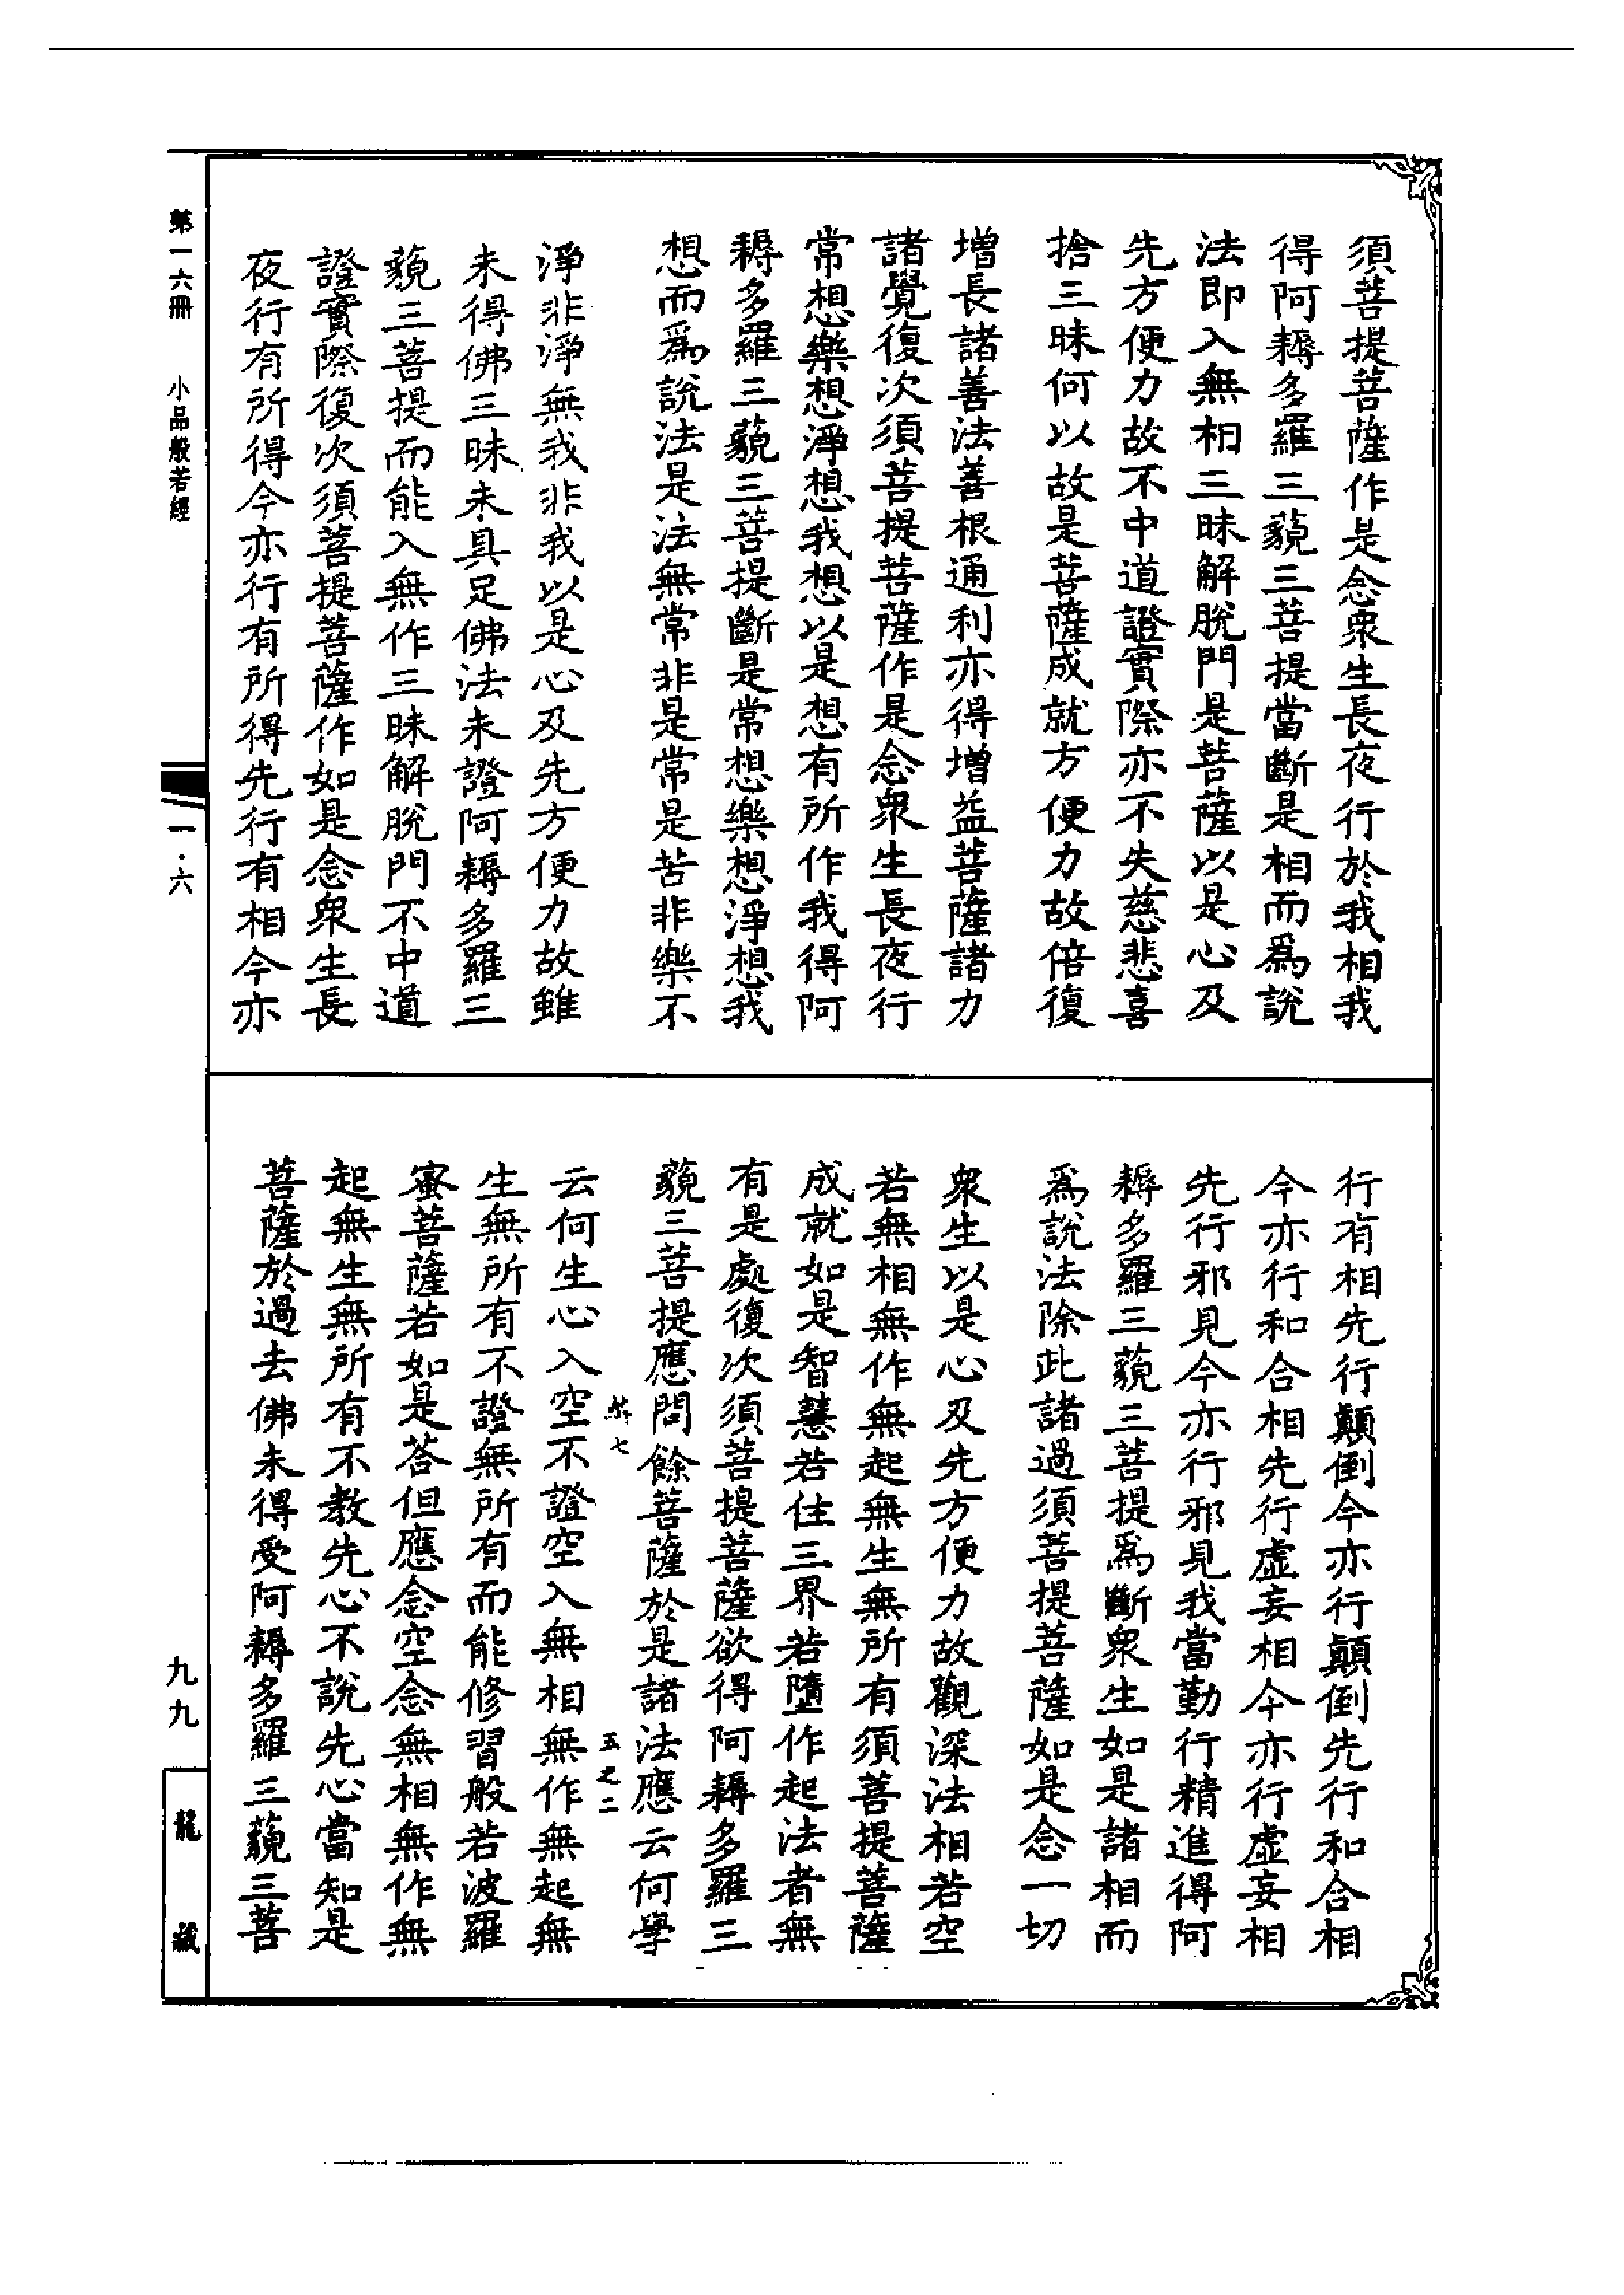 須菩提菩薩作是念衆生長夜行於我相我
得阿耨多羅三藐三菩提當斷是相而爲說
法即入無相三昧解脫門是菩薩以是心及
先方便力故不中道證實際亦不失慈悲喜
捨三昧何以故是菩薩成就方便力故倍復
增長諸善法善根通利亦得增益菩薩諸力
諸覺復次須菩提菩薩作是念衆生長夜行
常想樂想淨想我想以是想有所作我得阿
耨多羅三藐三菩提斷是常想樂想淨想我
想而爲說法是法無常非是常是苦非樂不
淨非淨無我非我以是心及先方便力故雖
未得佛三昧未具足佛法未證阿耨多羅三
藐三菩提而能入無作三昧解脫門不中道
證實際復次須菩提菩薩作如是念衆生長
夜行有所得今亦行有所得先行有相今亦
行有相先行顛倒今亦行顛倒先行和合相
今亦行和合相先行虛妄相今亦行虛妄相
先行邪見今亦行邪見我當勤行精進得阿
耨多羅三藐三菩提爲斷衆生如是諸相而
爲說法除此諸過須菩提菩薩如是念一切
衆生以是心及先方便力故觀深法相若空
若無相無作無起無生無所有須菩提菩薩
成就如是智慧若住三界若墮作起法者無
有是處復次須菩提菩薩欲得阿耨多羅三
藐三菩提應問餘菩薩於是諸法應云何學
七 五之二
云何生心入空不證空入無相無作無起無
生無所有不證無所有而能修習般若波羅
蜜菩薩若如是荅但應念空念無相無作無
起無生無所有不教先心不說先心當知是
菩薩於過去佛未得受阿耨多羅三藐三菩
第一六冊 小品般若經
一·六
九九
龍藏